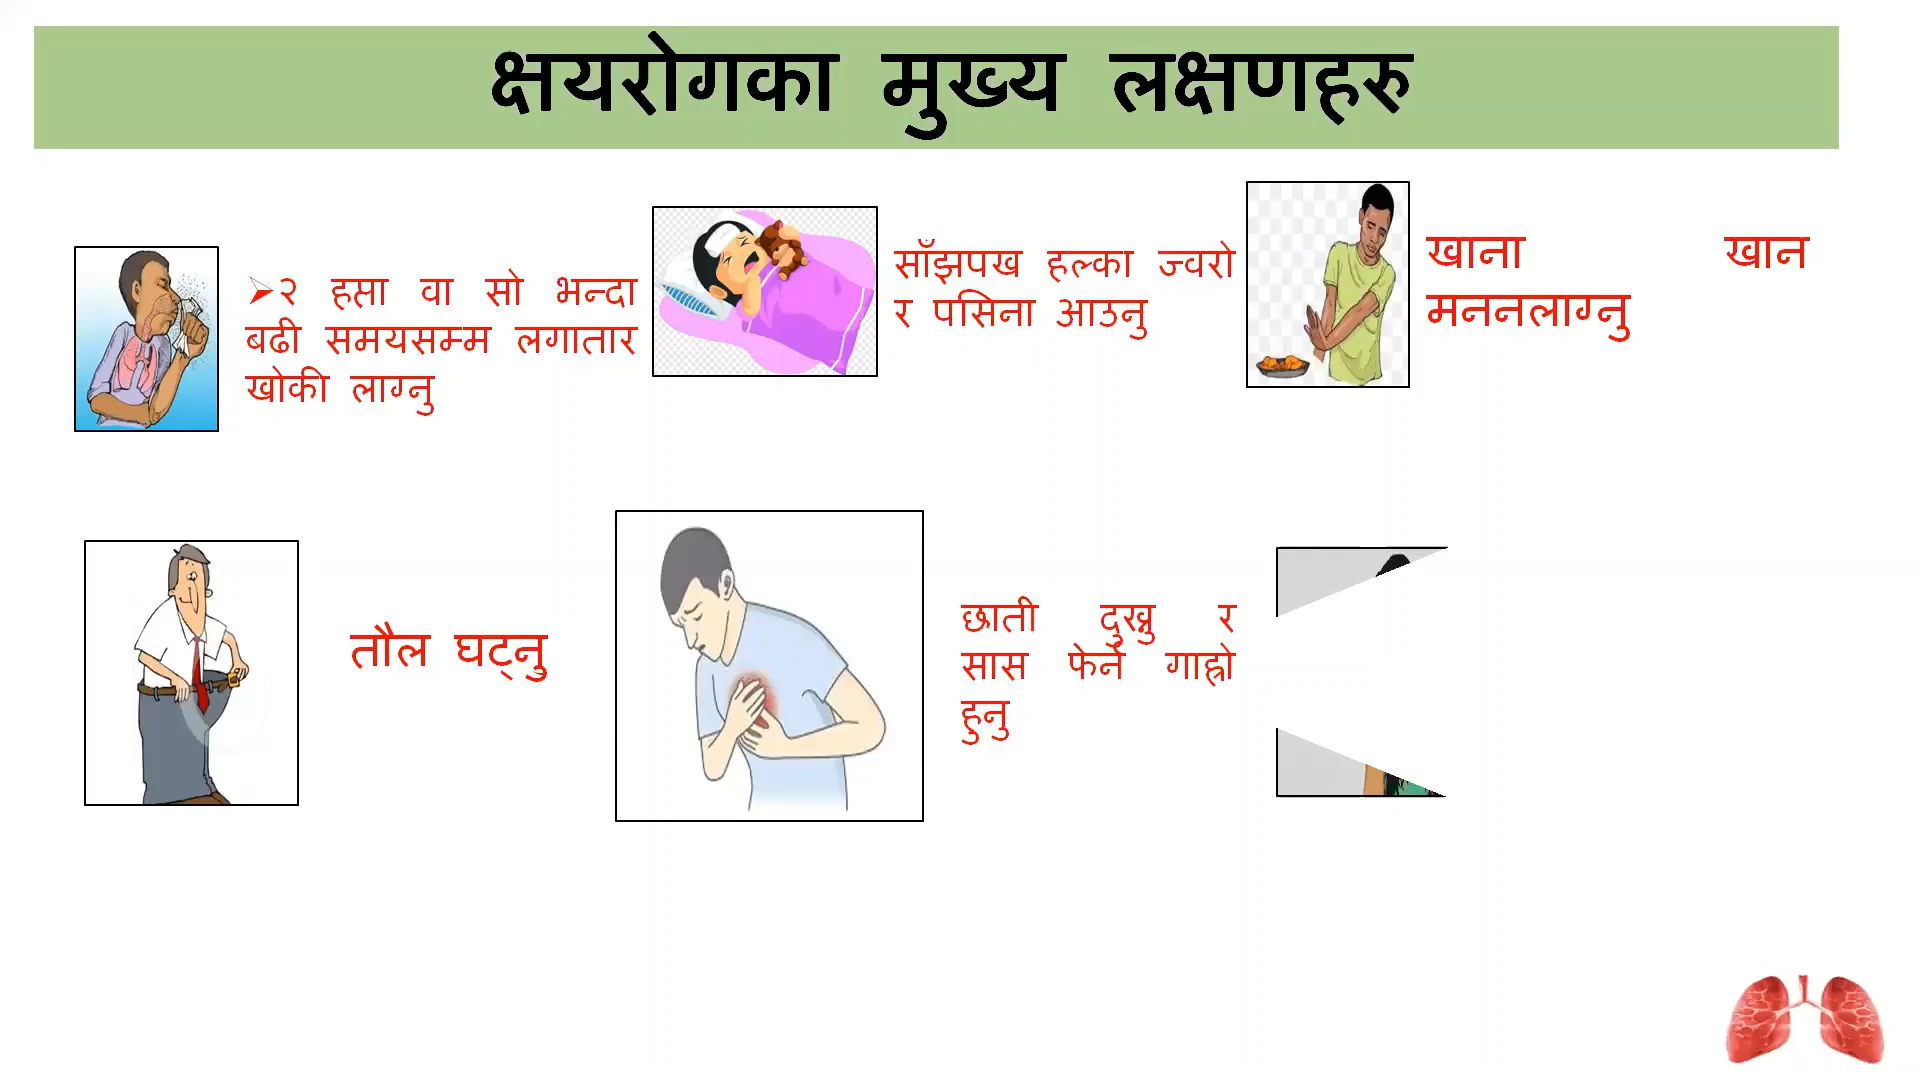 क्षयरोगका मुख्य लक्षणहरु
➢२ हप्ता वा सो भन्दा
बढी समयसम्म लगातार
खोकी लाग्नु
साँझपख हल्का ज्वरो
र पसिना आउनु
खाना खान
मननलाग्नु
तौल घट्नु
छाती दुख्नु र
सास फेर्न गाह्रो
हुनु